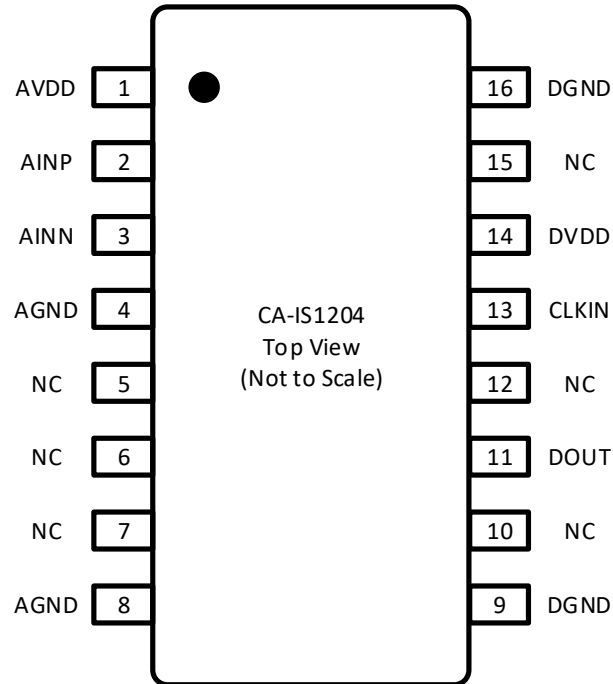 AVDD 1 16 DGND
AINP 2 15 NC
AINN 3 14 DVDD
AGND 4 13 CLKIN
CA-IS1204
Top View
(Not to Scale)
NC 5 12 NC
NC 6 11 DOUT
NC 7 10 NC
AGND 8 9 DGND